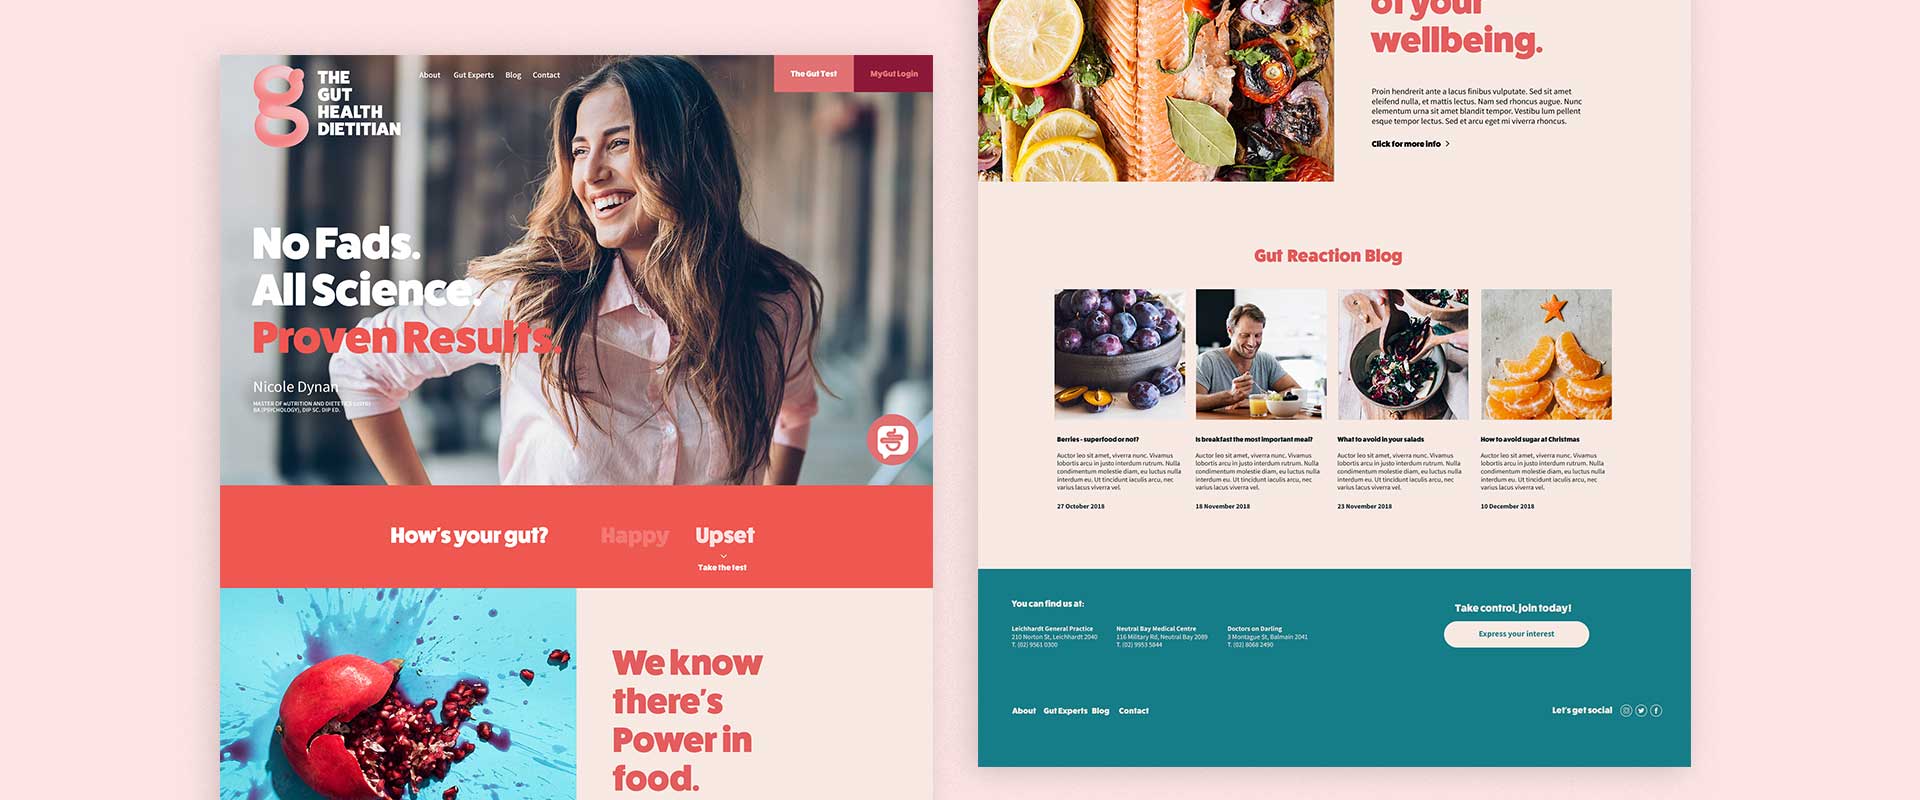 THE
GUT
HEALTH
DIETITIAN
About Gut Experts Blog Contact
The Gut Test MyGut Login
No Fads.
All Science.
Proven Results.
Nicole Dynan
MASTER OF NUTRITION AND DIETETICS
BA (PSYCHOLOGY), DIP SC. DIP ED.
How's your gut? Happy Upset
Take the test
We know
there's
Power in
food.
of your
wellbeing.
Proin hendrerit ante a lacus finibus vulputate. Sed sit amet
eleifend nulla, et mattis lectus. Nam sed rhoncus augue. Nunc
elementum urna sit amet blandit tempor. Vestibu lum pellent
esque tempor lectus. Sed et arcu eget mi viverra rhoncus.
Click for more info >
Gut Reaction Blog
Berries - superfood or not?
Auctor leo sit amet, viverra nunc. Vivamus
lobortis arcu in justo interdum rutrum. Nulla
condimentum molestie diam, eu luctus nulla
interdum eu. Ut tincidunt iaculis arcu, nec
varius lacus viverra vel.
27 October 2018
Is breakfast the most important meal?
Auctor leo sit amet, viverra nunc. Vivamus
lobortis arcu in justo interdum rutrum. Nulla
condimentum molestie diam, eu luctus nulla
interdum eu. Ut tincidunt iaculis arcu, nec
varius lacus viverra vel.
18 November 2018
What to avoid in your salads
Auctor leo sit amet, viverra nunc. Vivamus
lobortis arcu in justo interdum rutrum. Nulla
condimentum molestie diam, eu luctus nulla
interdum eu. Ut tincidunt iaculis arcu, nec
varius lacus viverra vel.
23 November 2018
How to avoid sugar at Christmas
Auctor leo sit amet, viverra nunc. Vivamus
lobortis arcu in justo interdum rutrum. Nulla
condimentum molestie diam, eu luctus nulla
interdum eu. Ut tincidunt iaculis arcu, nec
varius lacus viverra vel.
10 December 2018
You can find us at:
Leichhardt General Practice
210 Norton St, Leichhardt 2040
T. (02) 9561 0300
Neutral Bay Medical Centre
116 Military Rd, Neutral Bay 2089
T. (02) 9953 5844
Doctors on Darling
3 Montague St, Balmain 2041
T. (02) 8068 2490
Take control, join today!
Express your interest
About Gut Experts Blog Contact
Let's get social